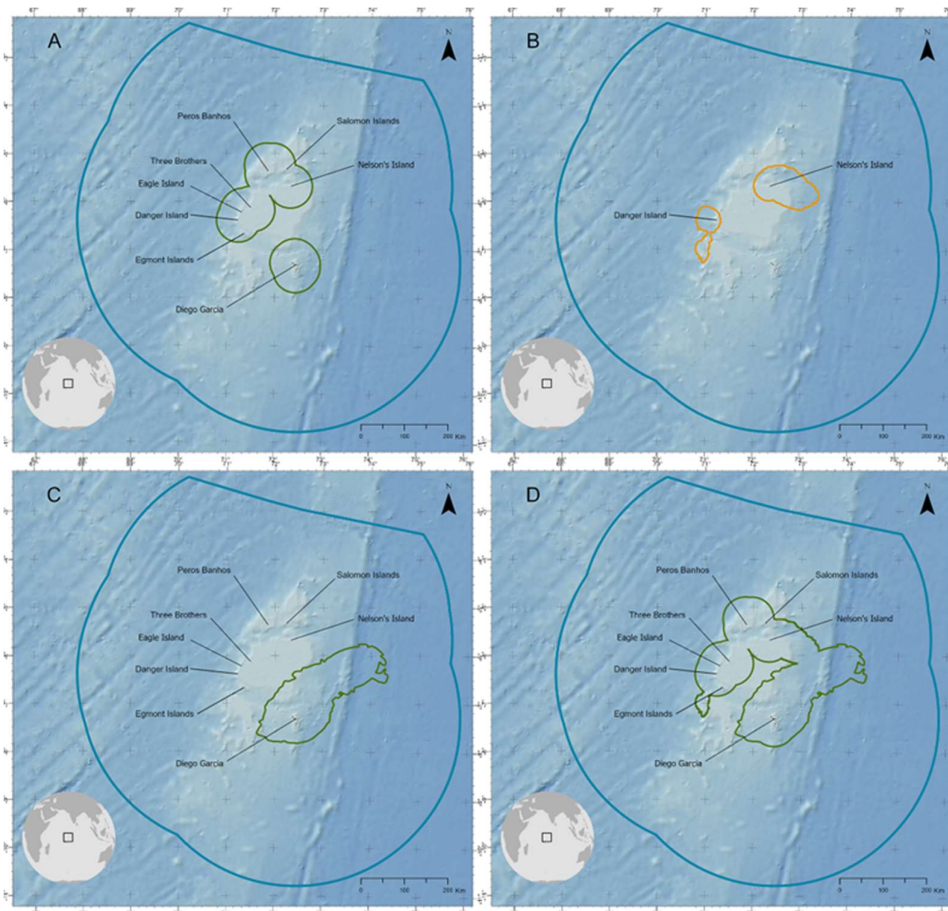 A
N
Peros Banhos
Salomon Islands
Three Brothers
Nelson's Island
Eagle Island
Danger Island
Egmont Islands
Diego Garcia
0 100 200 Km
B
N
Nelson's Island
Danger Island
0 100 200 Km
C
N
Peros Banhos
Salomon Islands
Three Brothers
Nelson's Island
Eagle Island
Danger Island
Egmont Islands
Diego Garcia
0 100 200 Km
D
N
Peros Banhos
Salomon Islands
Three Brothers
Nelson's Island
Eagle Island
Danger Island
Egmont Islands
Diego Garcia
0 100 200 Km